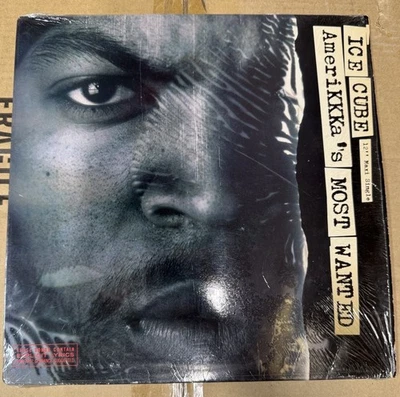 ICE CUBE
AmeriKKKa's MOST WANTED
12" Maxi Single
FRAGILE